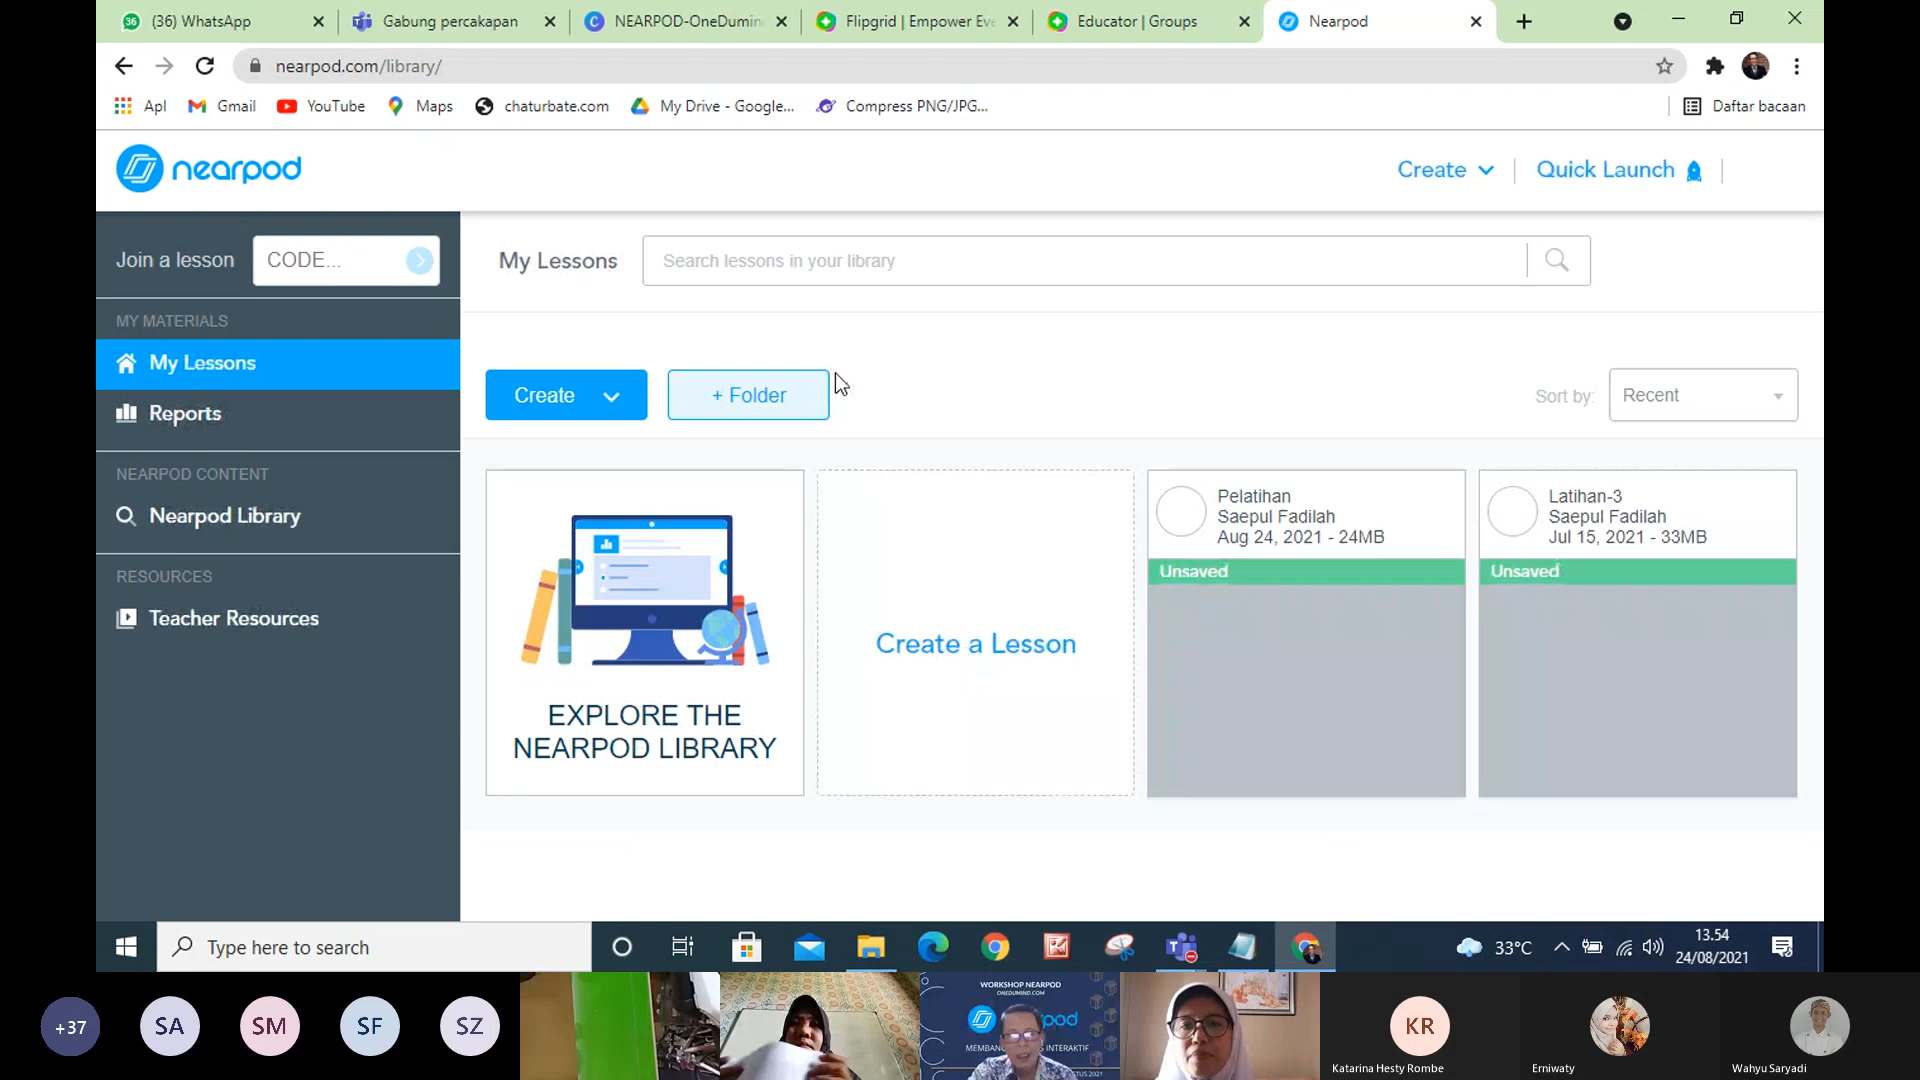 (36) WhatsApp
Gabung percakapan
NEARPOD-OneDumin
Flipgrid | Empower Eve
Educator | Groups
Nearpod
nearpod.com/library/
Apl
Gmail
YouTube
Maps
chaturbate.com
My Drive - Google...
Compress PNG/JPG...
Daftar bacaan
nearpod
Create
Quick Launch
Join a lesson
CODE...
My Lessons
Search lessons in your library
MY MATERIALS
My Lessons
Reports
NEARPOD CONTENT
Nearpod Library
RESOURCES
Teacher Resources
Create
+ Folder
Sort by:
Recent
EXPLORE THE
NEARPOD LIBRARY
Create a Lesson
Pelatihan
Saepul Fadilah
Aug 24, 2021 - 24MB
Unsaved
Latihan-3
Saepul Fadilah
Jul 15, 2021 - 33MB
Unsaved
Type here to search
33°C
13.54
24/08/2021
+37
SA
SM
SF
SZ
WORKSHOP NEARPOD
ONEDUMIND.COM
KR
Katarina Hesty Rombe
Erniwaty
Wahyu Saryadi